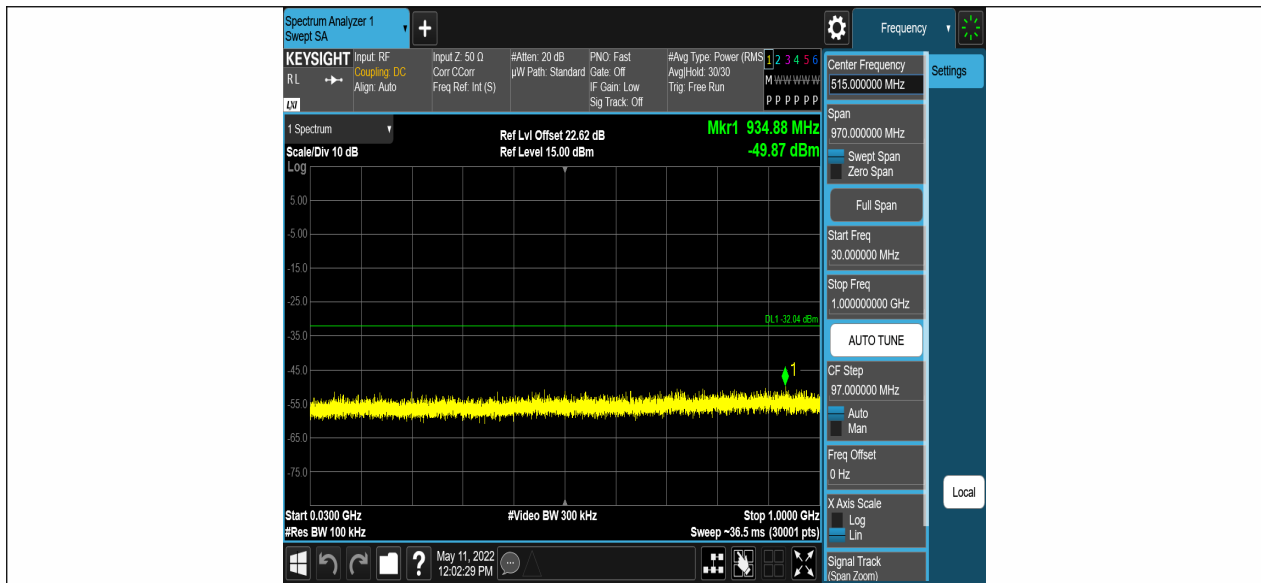 Spectrum Analyzer 1
Swept SA
+
Frequency
KEYSIGHT
RL
LXI
Input: RF
Coupling: DC
Align: Auto
Input Z: 50 Ω
Corr CCorr
Freq Ref: Int (S)
#Atten: 20 dB
µW Path: Standard
PNO: Fast
Gate: Off
IF Gain: Low
Sig Track: Off
#Avg Type: Power (RMS
Avg|Hold: 30/30
Trig: Free Run
1 2 3 4 5 6
M W W W W W
P P P P P P
1 Spectrum
Scale/Div 10 dB
Log
Ref Lvl Offset 22.62 dB
Ref Level 15.00 dBm
Mkr1 934.88 MHz
-49.87 dBm
5.00
-5.00
-15.0
-25.0
DL1 -32.04 dBm
-35.0
-45.0
1
-55.0
-65.0
-75.0
Start 0.0300 GHz
#Res BW 100 kHz
#Video BW 300 kHz
Stop 1.0000 GHz
Sweep ~36.5 ms (30001 pts)
?
May 11, 2022
12:02:29 PM
Center Frequency
515.000000 MHz
Settings
Span
970.000000 MHz
Swept Span
Zero Span
Full Span
Start Freq
30.000000 MHz
Stop Freq
1.000000000 GHz
AUTO TUNE
CF Step
97.000000 MHz
Auto
Man
Freq Offset
0 Hz
Local
X Axis Scale
Log
Lin
Signal Track
(Span Zoom)